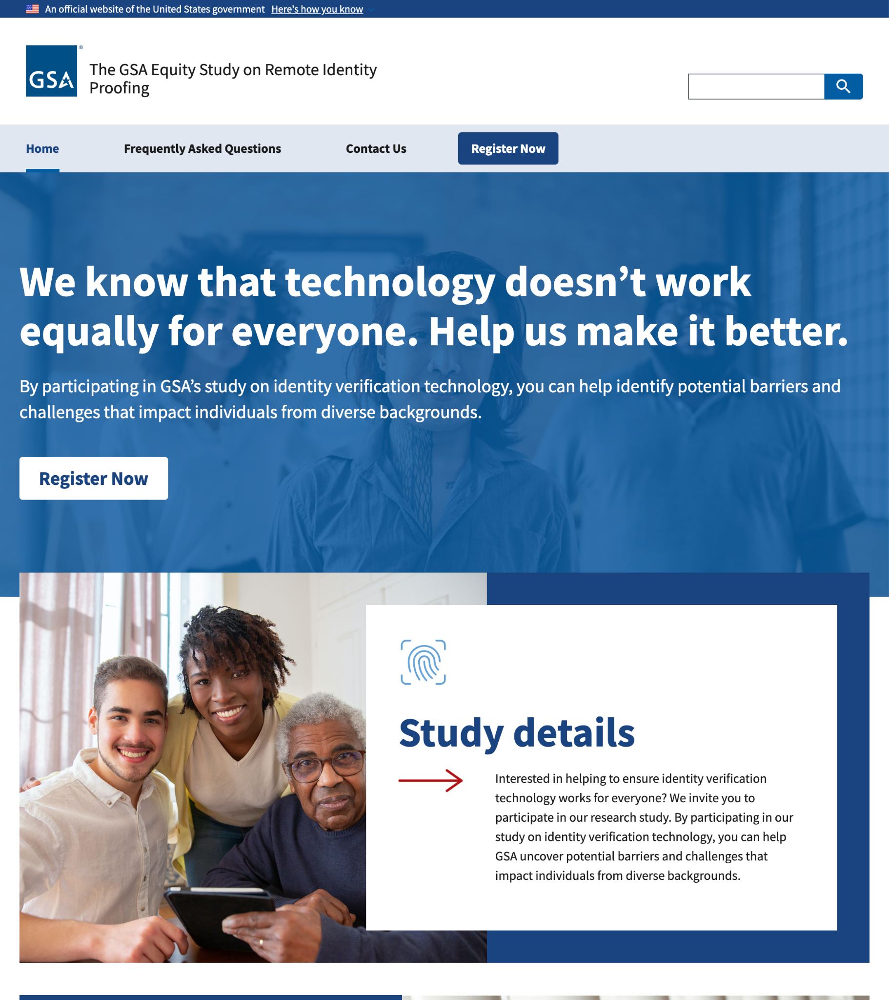 An official website of the United States government Here's how you know
GSA®
The GSA Equity Study on Remote Identity
Proofing
Home Frequently Asked Questions Contact Us Register Now
We know that technology doesn’t work
equally for everyone. Help us make it better.
By participating in GSA’s study on identity verification technology, you can help identify potential barriers and
challenges that impact individuals from diverse backgrounds.
Register Now
25
Study details
Interested in helping to ensure identity verification
technology works for everyone? We invite you to
participate in our research study. By participating in our
study on identity verification technology, you can help
GSA uncover potential barriers and challenges that
impact individuals from diverse backgrounds.